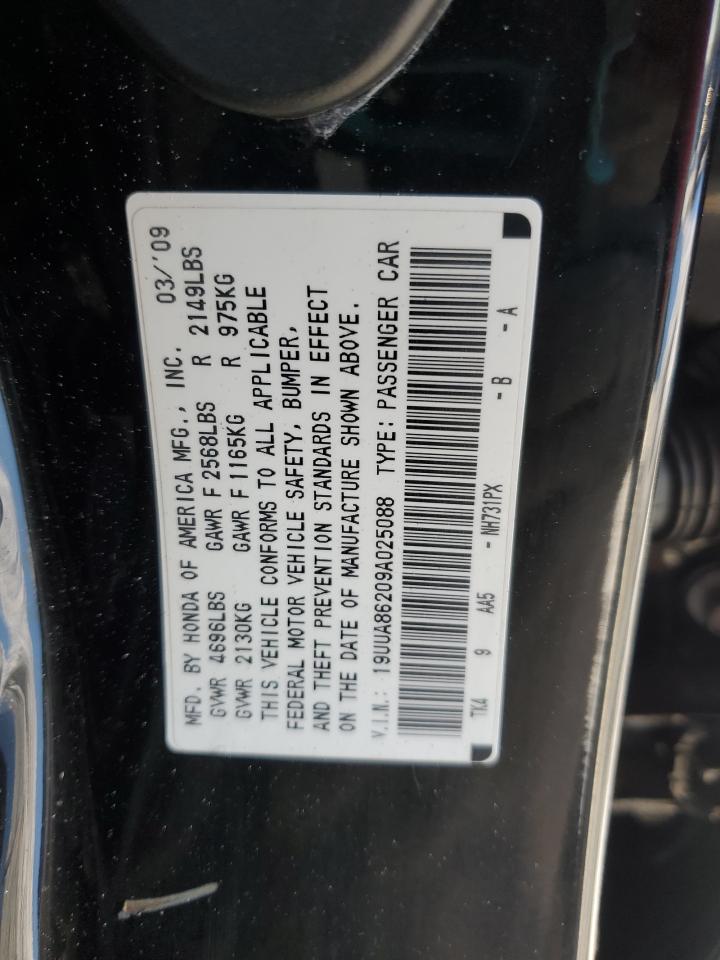 MFD. BY HONDA OF AMERICA MFG., INC. 03/'09
GVWR 4696LBS GAWR F 2568LBS R 2149LBS
GVWR 2130KG GAWR F 1165KG R 975KG
THIS VEHICLE CONFORMS TO ALL APPLICABLE
FEDERAL MOTOR VEHICLE SAFETY, BUMPER,
AND THEFT PREVENTION STANDARDS IN EFFECT
ON THE DATE OF MANUFACTURE SHOWN ABOVE.
V.I.N.: 19UUA86209A025088 TYPE: PASSENGER CAR
TK4 9 AA5 - NH731PX - B - A